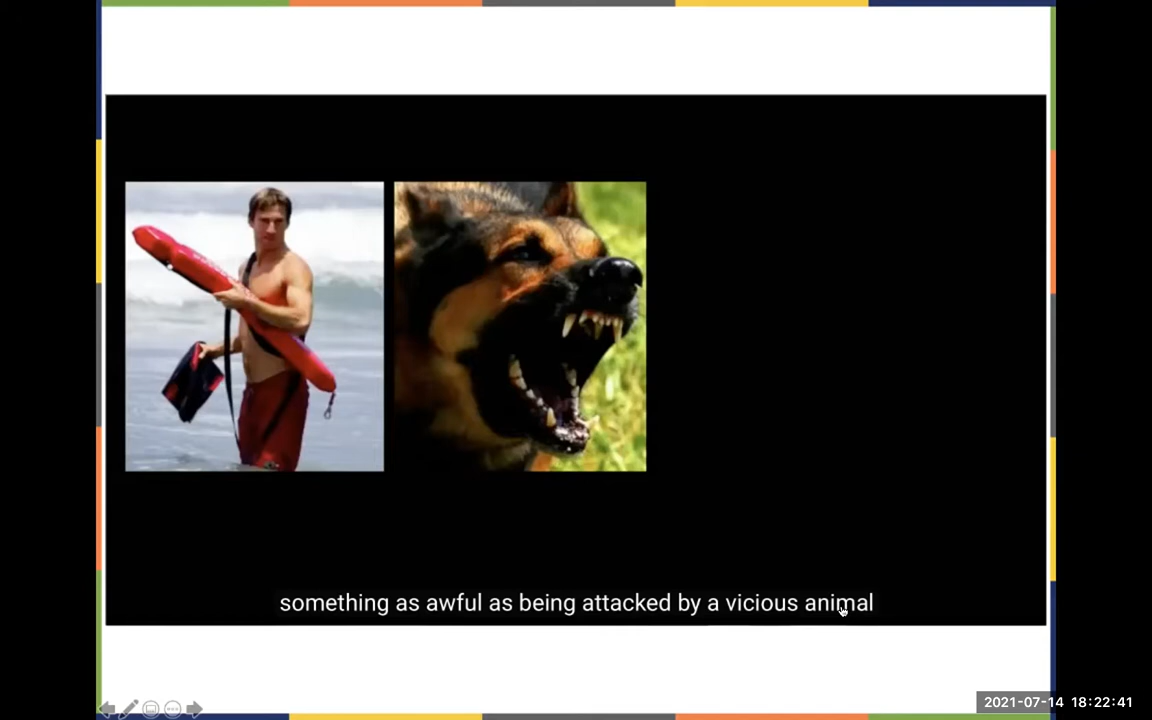 something as awful as being attacked by a vicious animal
2021-07-14 18:22:41